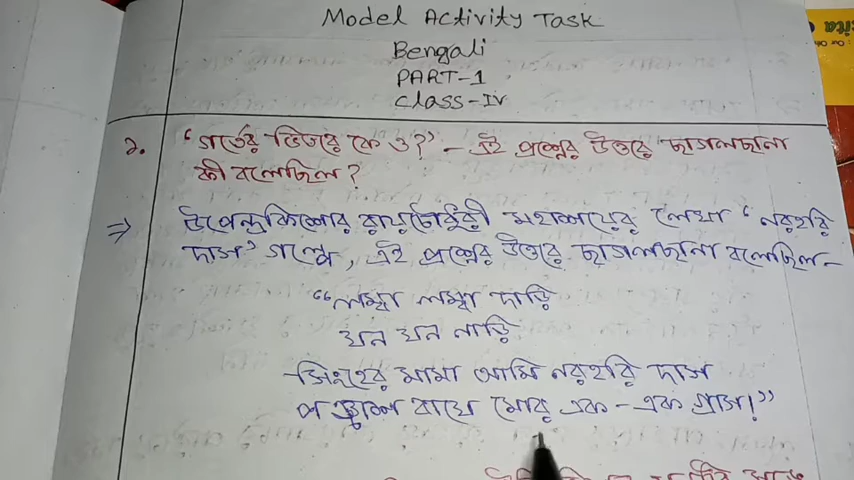 Model Activity Task
Bengali
PART-1
Class-IV
১. ‘গর্তের ভিতরে কে ও?’ – এই প্রশ্নের উত্তরে ছাগলছানা
কী বলেছিল?
⇒ উপেন্দ্রকিশোর রায়চৌধুরী মহাশয়ের লেখা ‘নরহরি
দাস’ গল্পে, এই প্রশ্নের উত্তরে ছাগলছানা বলেছিল–
“লম্বা লম্বা দাড়ি
ঘন ঘন নাড়ি
সিংহের মামা আমি নরহরি দাস
পঞ্চাশ বাঘে মোর এক-এক গ্রাস।”